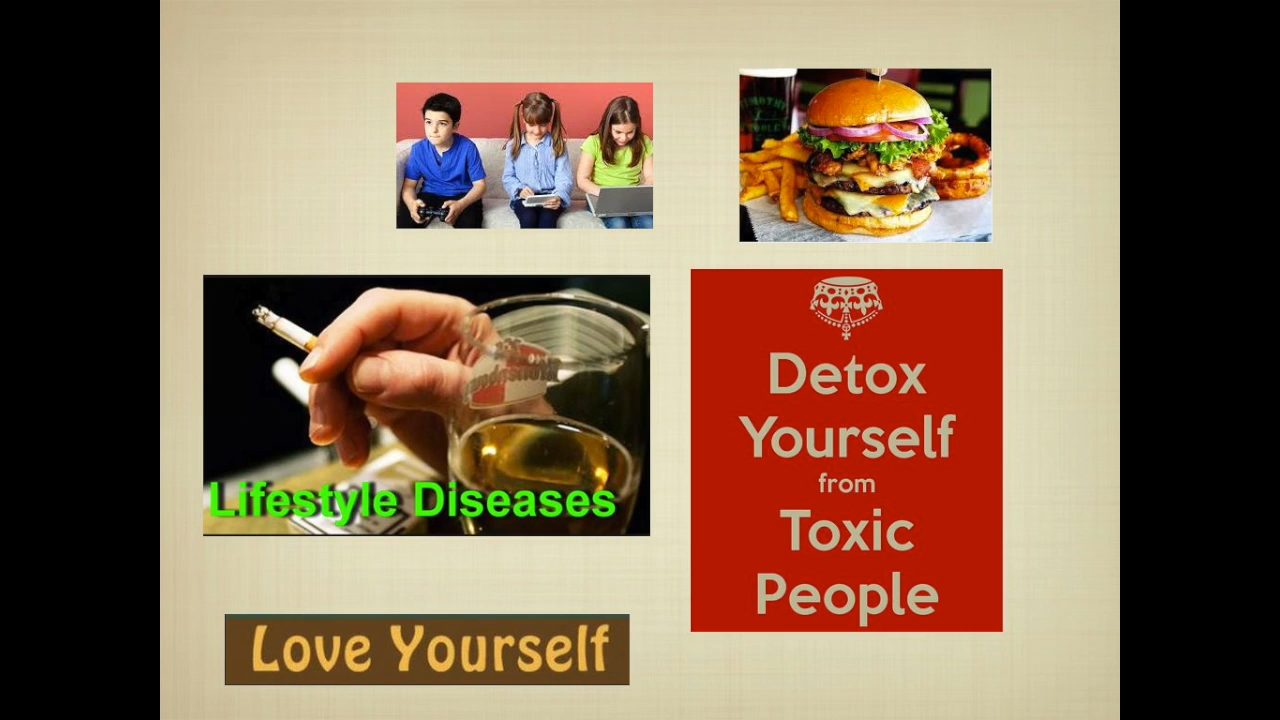 Lifestyle Diseases
Detox
Yourself
from
Toxic
People
Love Yourself